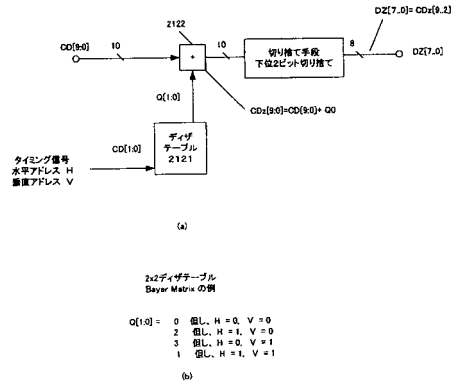 2122
DZ[7..0]= CDz[9..2]
CD[9:0]
10
+
10
切り捨て手段
下位2ビット切り捨て
8
DZ[7..0]
Q[1:0]
CDz[9:0]=CD[9:0]+ Q0
CD[1:0]
ディザ
テーブル
2121
タイミング信号
水平アドレス H
垂直アドレス V
(a)
2x2ディザテーブル
Bayer Matrix の例
Q[1:0] = 0 但し、H = 0, V = 0
2 但し、H = 1, V = 0
3 但し、H = 0, V = 1
1 但し、H = 1, V = 1
(b)